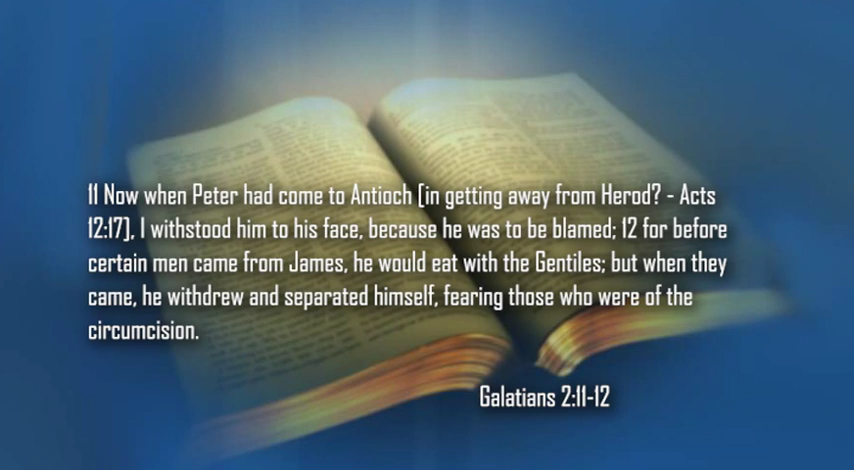 11 Now when Peter had come to Antioch [in getting away from Herod? - Acts
12:17], I withstood him to his face, because he was to be blamed; 12 for before
certain men came from James, he would eat with the Gentiles; but when they
came, he withdrew and separated himself, fearing those who were of the
circumcision.
Galatians 2:11-12